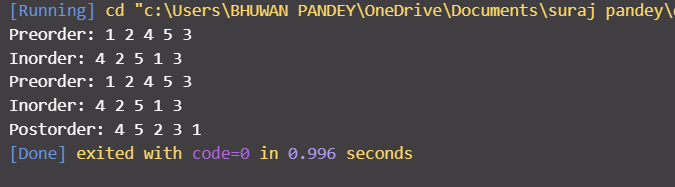 [Running] cd "c:\Users\BHUWAN PANDEY\OneDrive\Documents\suraj pandey\
Preorder: 1 2 4 5 3
Inorder: 4 2 5 1 3
Preorder: 1 2 4 5 3
Inorder: 4 2 5 1 3
Postorder: 4 5 2 3 1
[Done] exited with code=0 in 0.996 seconds